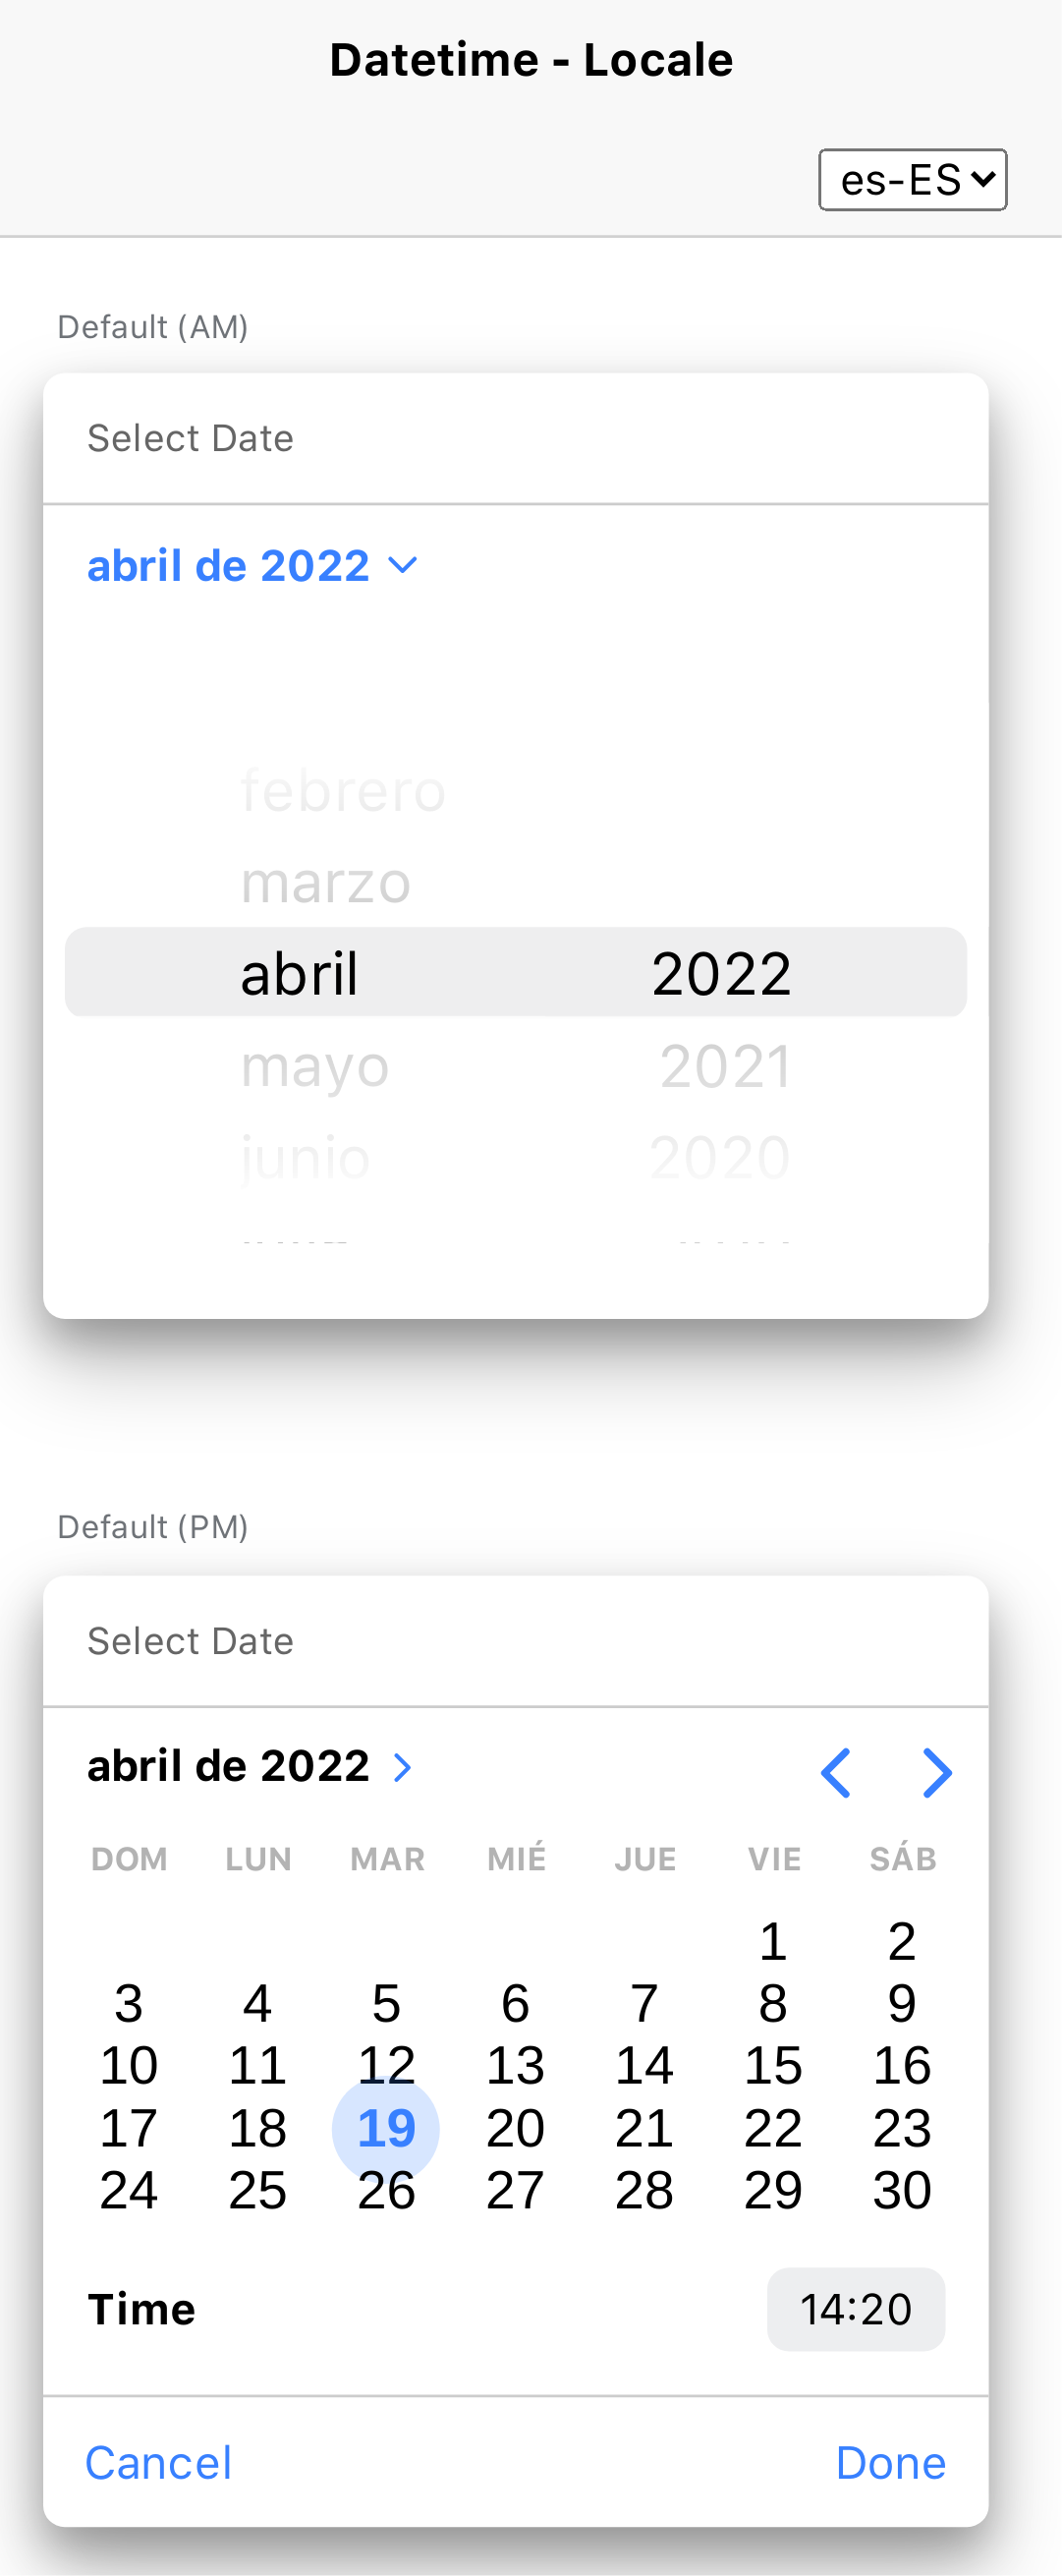 Datetime - Locale
es-ES
Default (AM)
Select Date
abril de 2022
febrero
marzo
abril 2022
mayo 2021
junio 2020
Default (PM)
Select Date
abril de 2022
DOM LUN MAR MIÉ JUE VIE SÁB
1 2
3 4 5 6 7 8 9
10 11 12 13 14 15 16
17 18 19 20 21 22 23
24 25 26 27 28 29 30
Time 14:20
Cancel Done